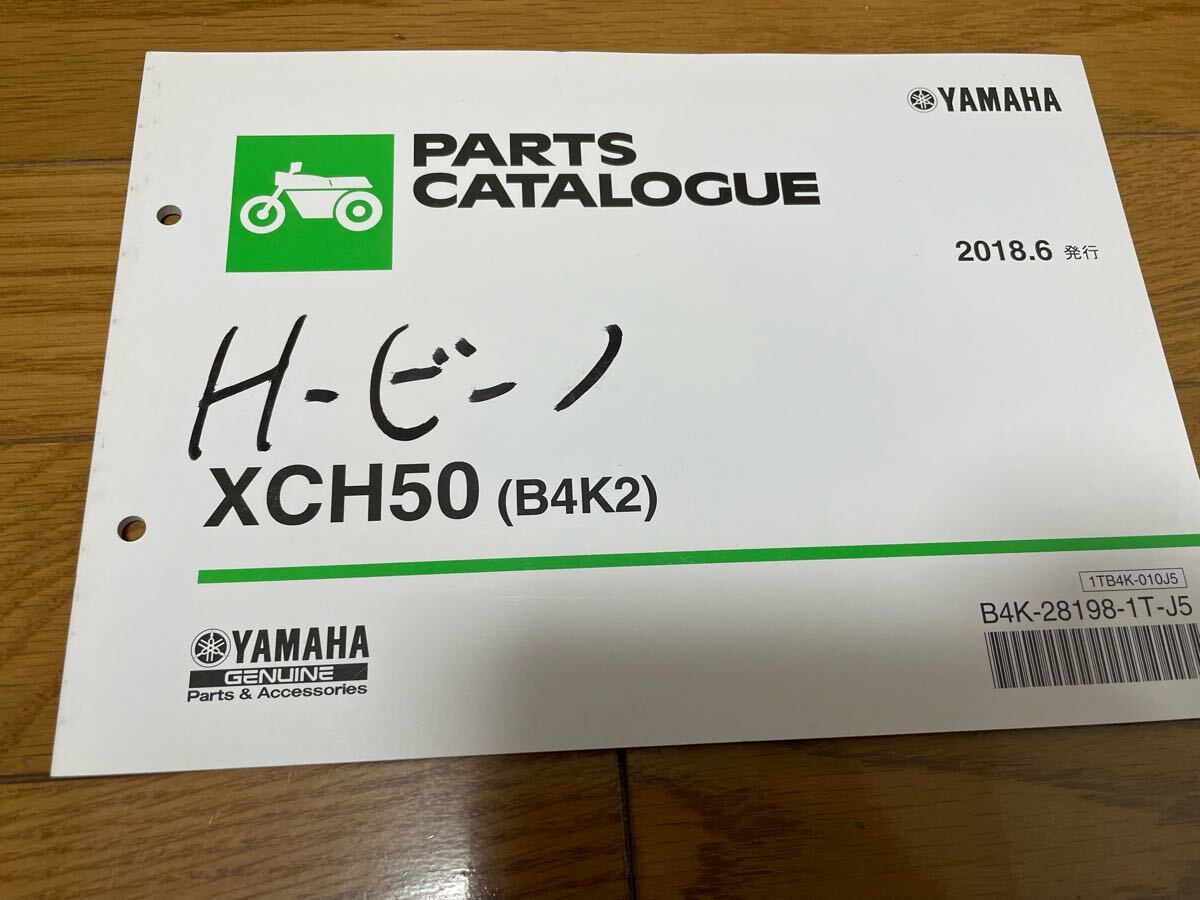 YAMAHA
PARTS
CATALOGUE
2018.6 発行
H-ビーノ
XCH50 (B4K2)
1TB4K-010J5
B4K-28198-1T-J5
YAMAHA
GENUINE
Parts & Accessories